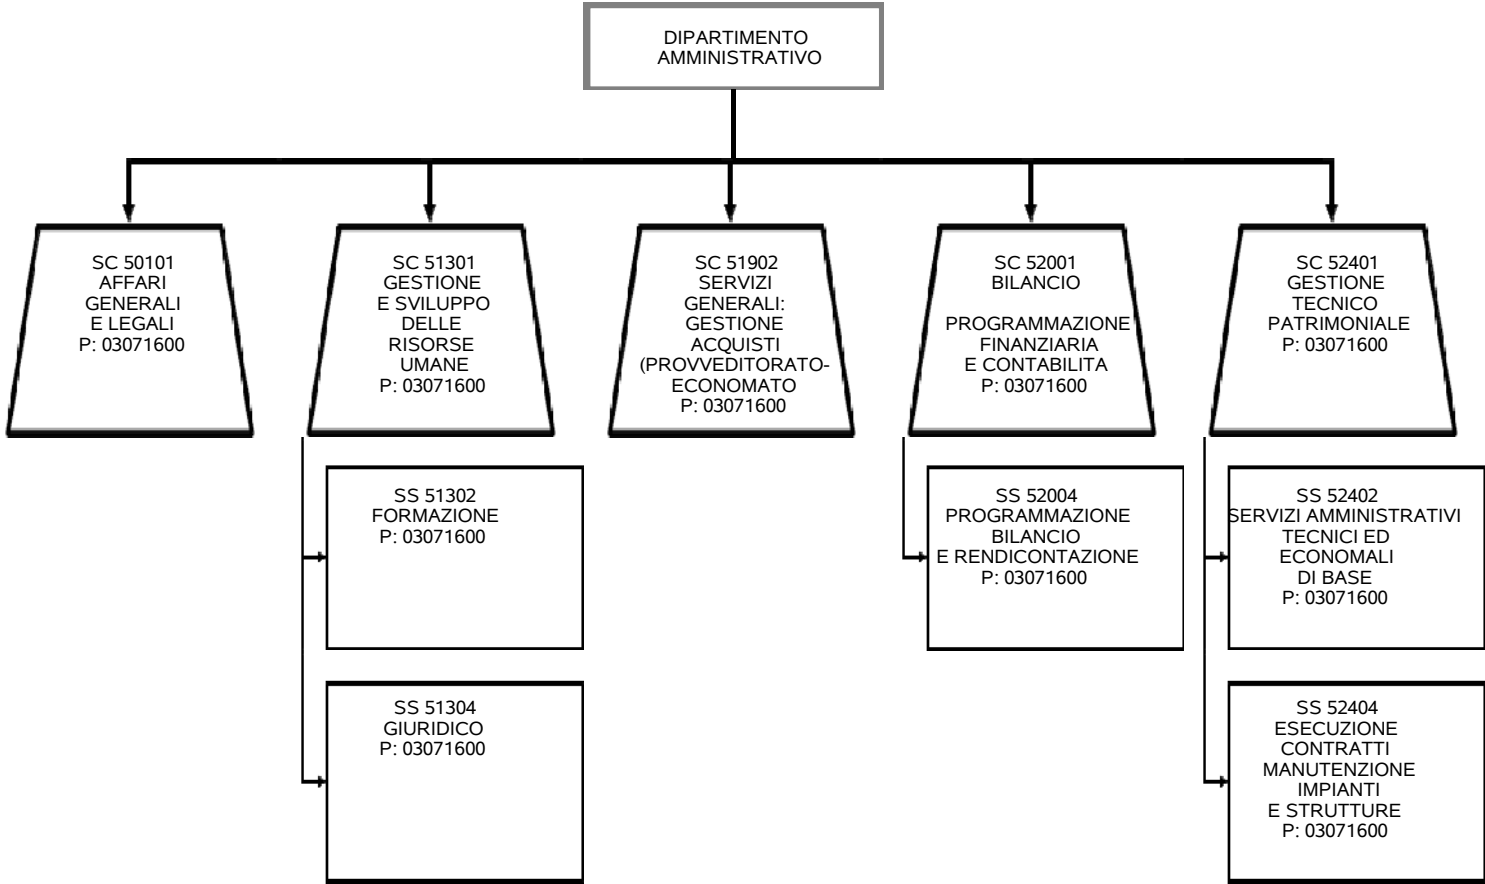 DIPARTIMENTO
AMMINISTRATIVO
SC 50101
AFFARI
GENERALI
E LEGALI
P: 03071600
SC 51301
GESTIONE
E SVILUPPO
DELLE
RISORSE
UMANE
P: 03071600
SC 51902
SERVIZI
GENERALI:
GESTIONE
ACQUISTI
(PROVVEDITORATO-
ECONOMATO
P: 03071600
SC 52001
BILANCIO
PROGRAMMAZIONE
FINANZIARIA
E CONTABILITA
P: 03071600
SC 52401
GESTIONE
TECNICO
PATRIMONIALE
P: 03071600
SS 51302
FORMAZIONE
P: 03071600
SS 52004
PROGRAMMAZIONE
BILANCIO
E RENDICONTAZIONE
P: 03071600
SS 52402
SERVIZI AMMINISTRATIVI
TECNICI ED
ECONOMALI
DI BASE
P: 03071600
SS 51304
GIURIDICO
P: 03071600
SS 52404
ESECUZIONE
CONTRATTI
MANUTENZIONE
IMPIANTI
E STRUTTURE
P: 03071600